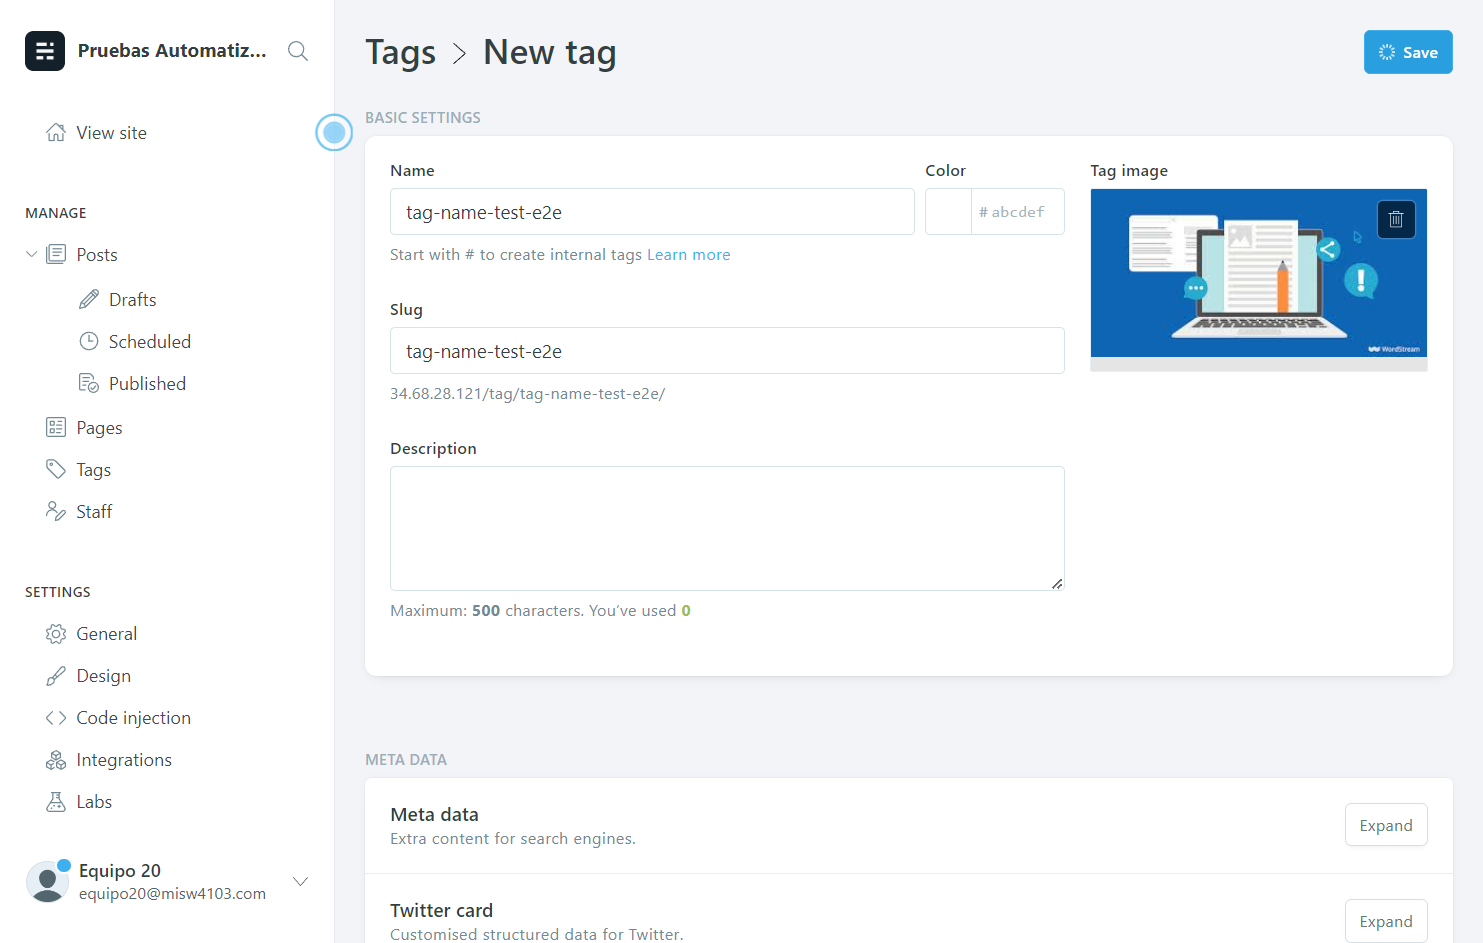 Pruebas Automatiz...
View site
MANAGE
Posts
Drafts
Scheduled
Published
Pages
Tags
Staff
SETTINGS
General
Design
Code injection
Integrations
Labs
Equipo 20
equipo20@misw4103.com
Tags > New tag
Save
BASIC SETTINGS
Name
tag-name-test-e2e
Start with # to create internal tags Learn more
Color
# abcdef
Slug
tag-name-test-e2e
34.68.28.121/tag/tag-name-test-e2e/
Description
Maximum: 500 characters. You’ve used 0
Tag image
WordStream
META DATA
Meta data
Extra content for search engines.
Expand
Twitter card
Customised structured data for Twitter.
Expand